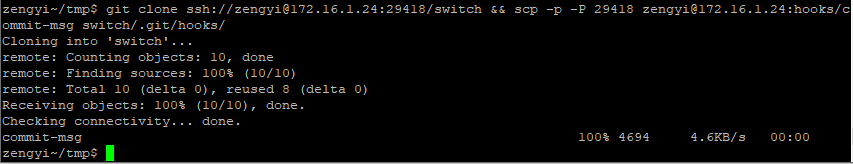 zengyi~/tmp$ git clone ssh://zengyi@172.16.1.24:29418/switch && scp -p -P 29418 zengyi@172.16.1.24:hooks/c
ommit-msg switch/.git/hooks/
Cloning into 'switch'...
remote: Counting objects: 10, done
remote: Finding sources: 100% (10/10)
remote: Total 10 (delta 0), reused 8 (delta 0)
Receiving objects: 100% (10/10), done.
Checking connectivity... done.
commit-msg 100% 4694 4.6KB/s 00:00
zengyi~/tmp$